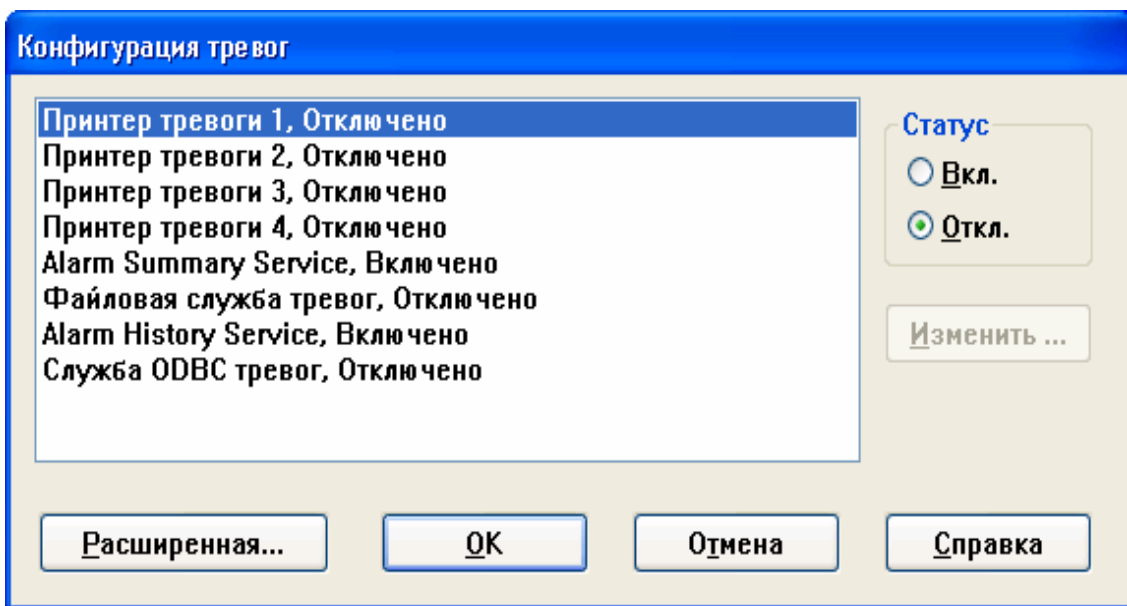 Конфигурация тревог
Принтер тревоги 1, Отключено
Принтер тревоги 2, Отключено
Принтер тревоги 3, Отключено
Принтер тревоги 4, Отключено
Alarm Summary Service, Включено
Файловая служба тревог, Отключено
Alarm History Service, Включено
Служба ODBC тревог, Отключено
Статус
Вкл.
Откл.
Изменить ...
Расширенная...
OK
Отмена
Справка